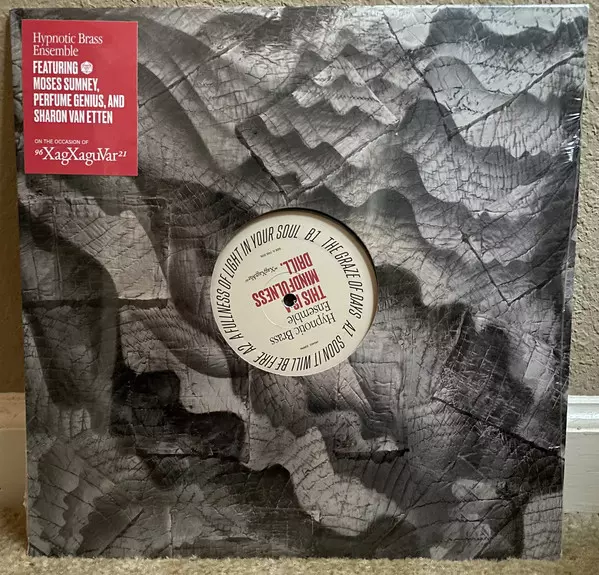 Hypnotic Brass
Ensemble
FEATURING
MOSES SUMNEY,
PERFUME GENIUS, AND
SHARON VAN ETTEN
ON THE OCCASION OF
96XagXaguVar21
A1 SOON IT WILL BE FIRE A2 A FULLNESS OF LIGHT IN YOUR SOUL B1 THE GRAZE OF DAYS
Hypnotic Brass
Ensemble
THIS IS A
MINDFULNESS
DRILL.